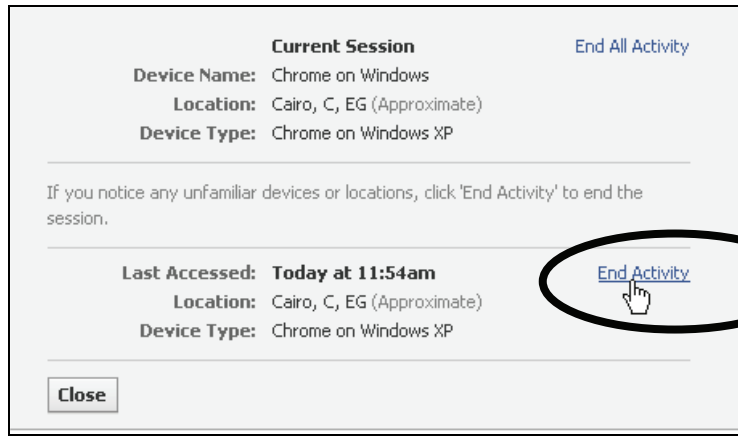 Current Session End All Activity
Device Name: Chrome on Windows
Location: Cairo, C, EG (Approximate)
Device Type: Chrome on Windows XP
If you notice any unfamiliar devices or locations, click 'End Activity' to end the
session.
Last Accessed: Today at 11:54am End Activity
Location: Cairo, C, EG (Approximate)
Device Type: Chrome on Windows XP
Close